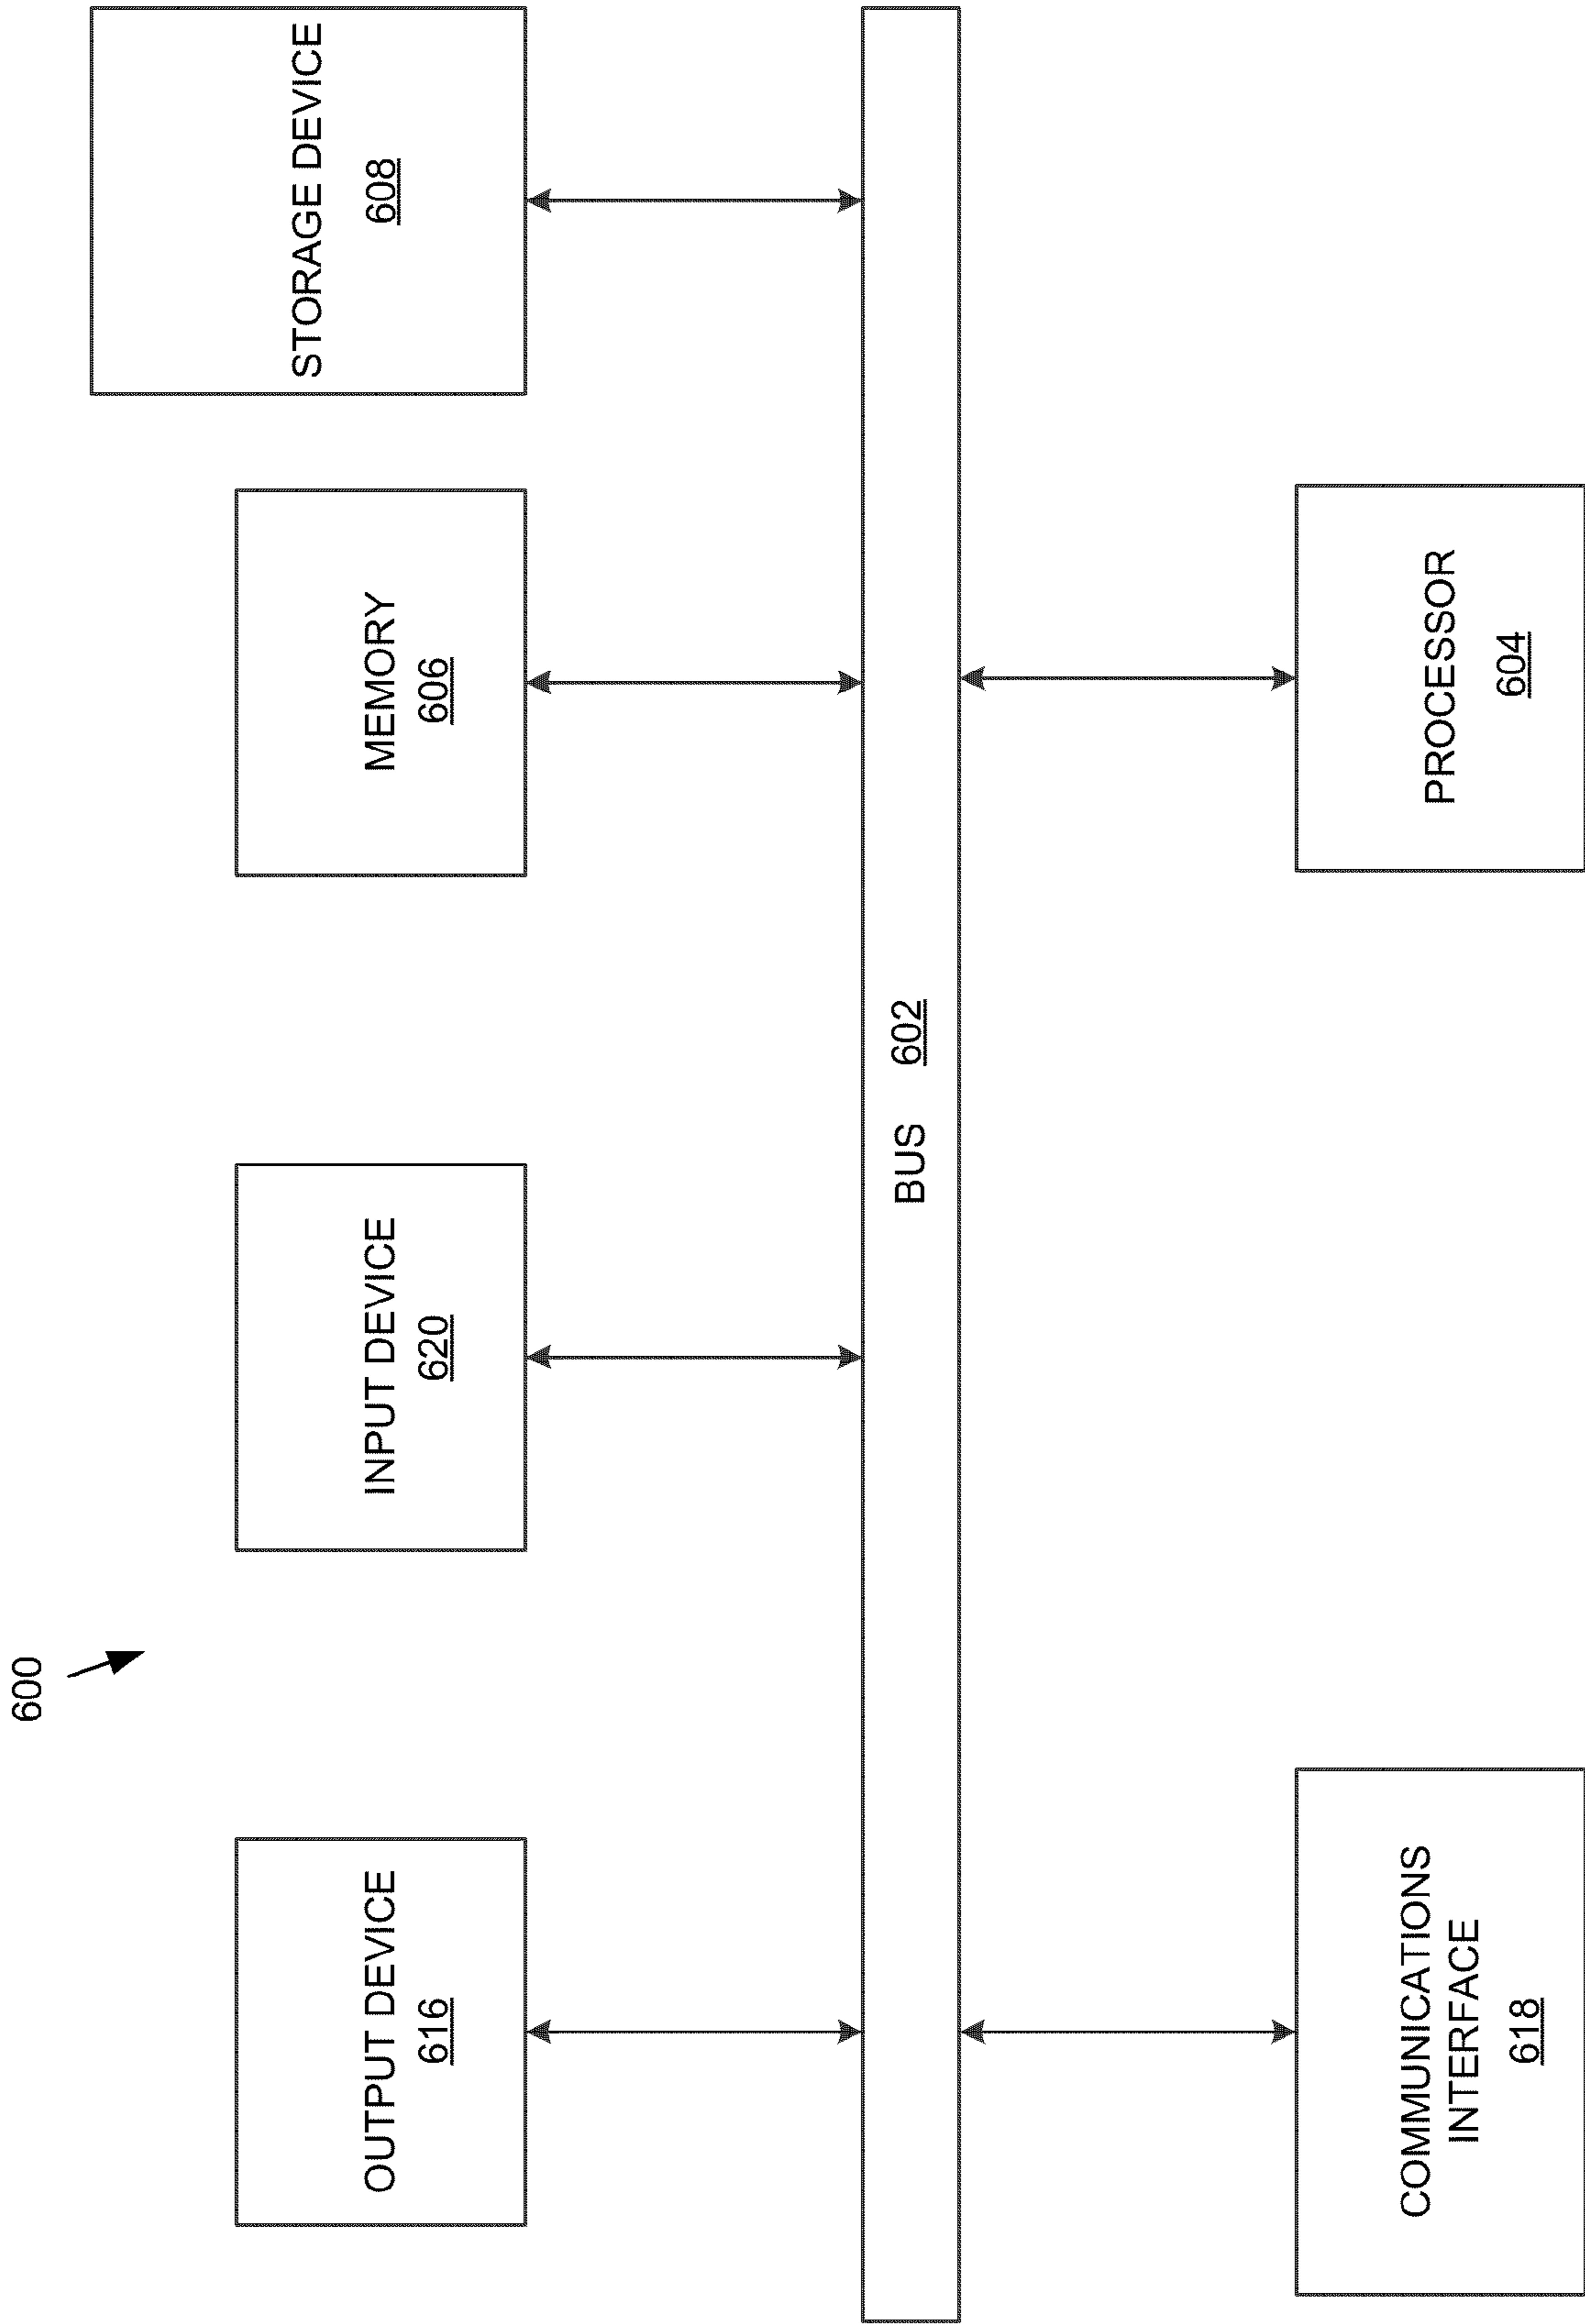 600
OUTPUT DEVICE
616
INPUT DEVICE
620
MEMORY
606
STORAGE DEVICE
608
BUS 602
COMMUNICATIONS
INTERFACE
618
PROCESSOR
604